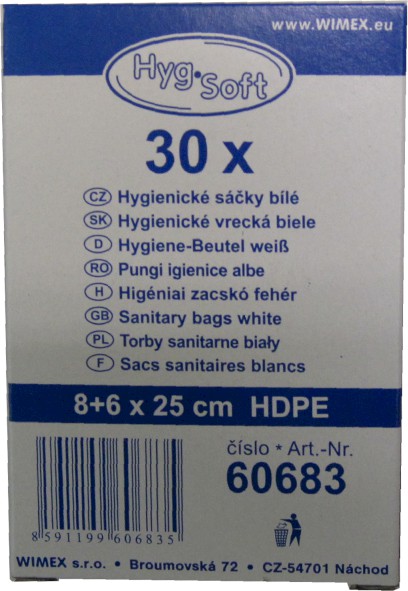 www.WIMEX.eu
Hyg·Soft
30 x
CZ Hygienické sáčky bílé
SK Hygienické vrecká biele
D Hygiene-Beutel weiß
RO Pungi igienice albe
H Higéniai zacskó fehér
GB Sanitary bags white
PL Torby sanitarne biały
F Sacs sanitaires blancs
8+6 x 25 cm HDPE
číslo * Art.-Nr.
60683
8 591199 606835
WIMEX s.r.o. • Broumovská 72 • CZ-54701 Náchod